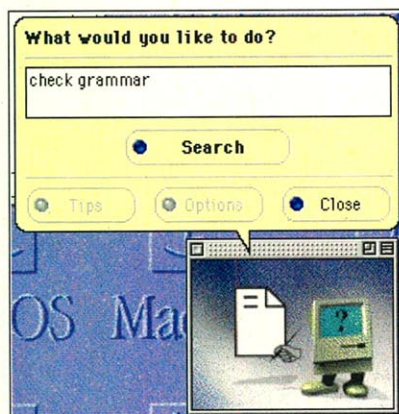 What would you like to do?
check grammar
Search
Tips
Options
Close
OS Mac
?